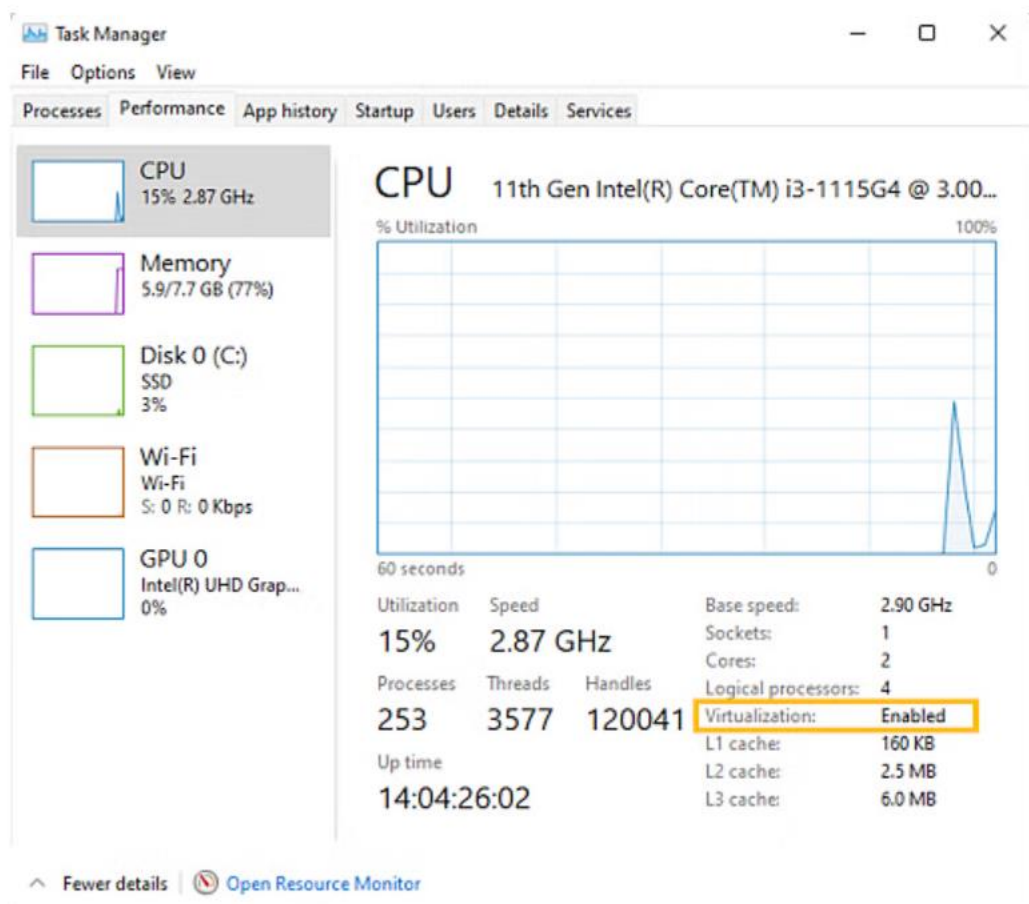 Task Manager
File Options View
Processes Performance App history Startup Users Details Services
CPU
15% 2.87 GHz
Memory
5.9/7.7 GB (77%)
Disk 0 (C:)
SSD
3%
Wi-Fi
Wi-Fi
S: 0 R: 0 Kbps
GPU 0
Intel(R) UHD Grap...
0%
CPU 11th Gen Intel(R) Core(TM) i3-1115G4 @ 3.00...
% Utilization 100%
60 seconds 0
Utilization Speed
15% 2.87 GHz
Processes Threads Handles
253 3577 120041
Up time
14:04:26:02
Base speed: 2.90 GHz
Sockets: 1
Cores: 2
Logical processors: 4
Virtualization: Enabled
L1 cache: 160 KB
L2 cache: 2.5 MB
L3 cache: 6.0 MB
Fewer details Open Resource Monitor